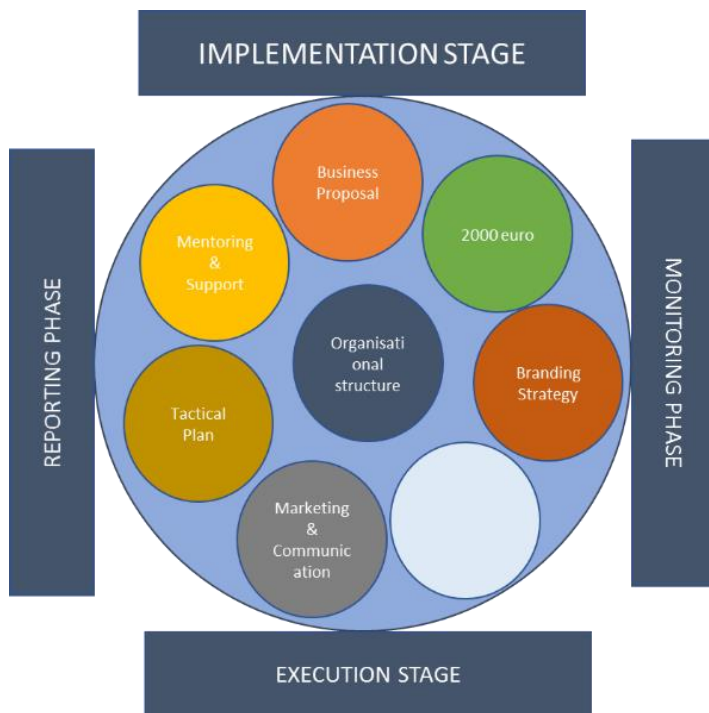 IMPLEMENTATION STAGE
Business
Proposal
2000 euro
Mentoring
&
Support
Organisati
onal
structure
Branding
Strategy
Tactical
Plan
Marketing
&
Communic
ation
REPORTING PHASE
MONITORING PHASE
EXECUTION STAGE